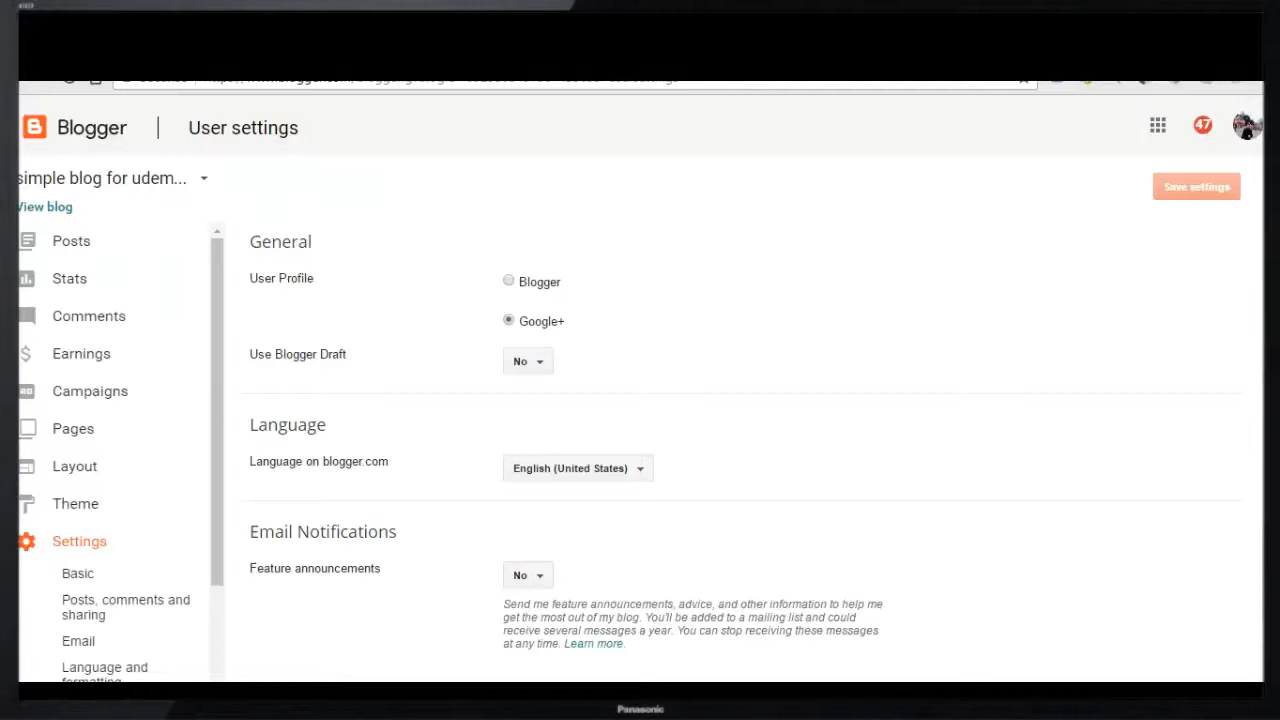 Blogger
User settings
47
simple blog for udem...
Save settings
View blog
Posts
Stats
Comments
Earnings
Campaigns
Pages
Layout
Theme
Settings
Basic
Posts, comments and
sharing
Email
Language and
formatting
General
User Profile
Blogger
Google+
Use Blogger Draft
No
Language
Language on blogger.com
English (United States)
Email Notifications
Feature announcements
No
Send me feature announcements, advice, and other information to help me
get the most out of my blog. You'll be added to a mailing list and could
receive several messages a year. You can stop receiving these messages
at any time. Learn more.
Panasonic